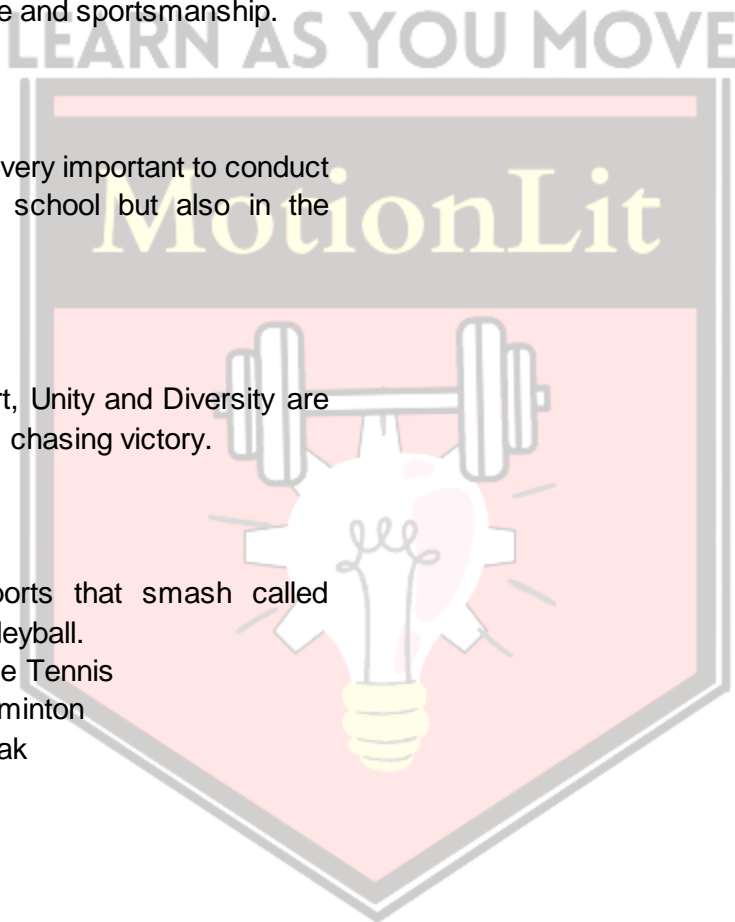 e and sportsmanship.
LEARN AS YOU MOVE
very important to conduct
school but also in the
MotionLit
rt, Unity and Diversity are
chasing victory.
orts that smash called
leyball.
e Tennis
minton
ak